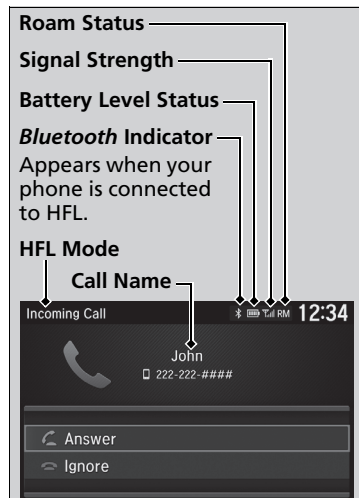 Roam Status
Signal Strength
Battery Level Status
Bluetooth Indicator
Appears when your
phone is connected
to HFL.
HFL Mode
Call Name
Incoming Call RM 12:34
John
222-222-####
Answer
Ignore